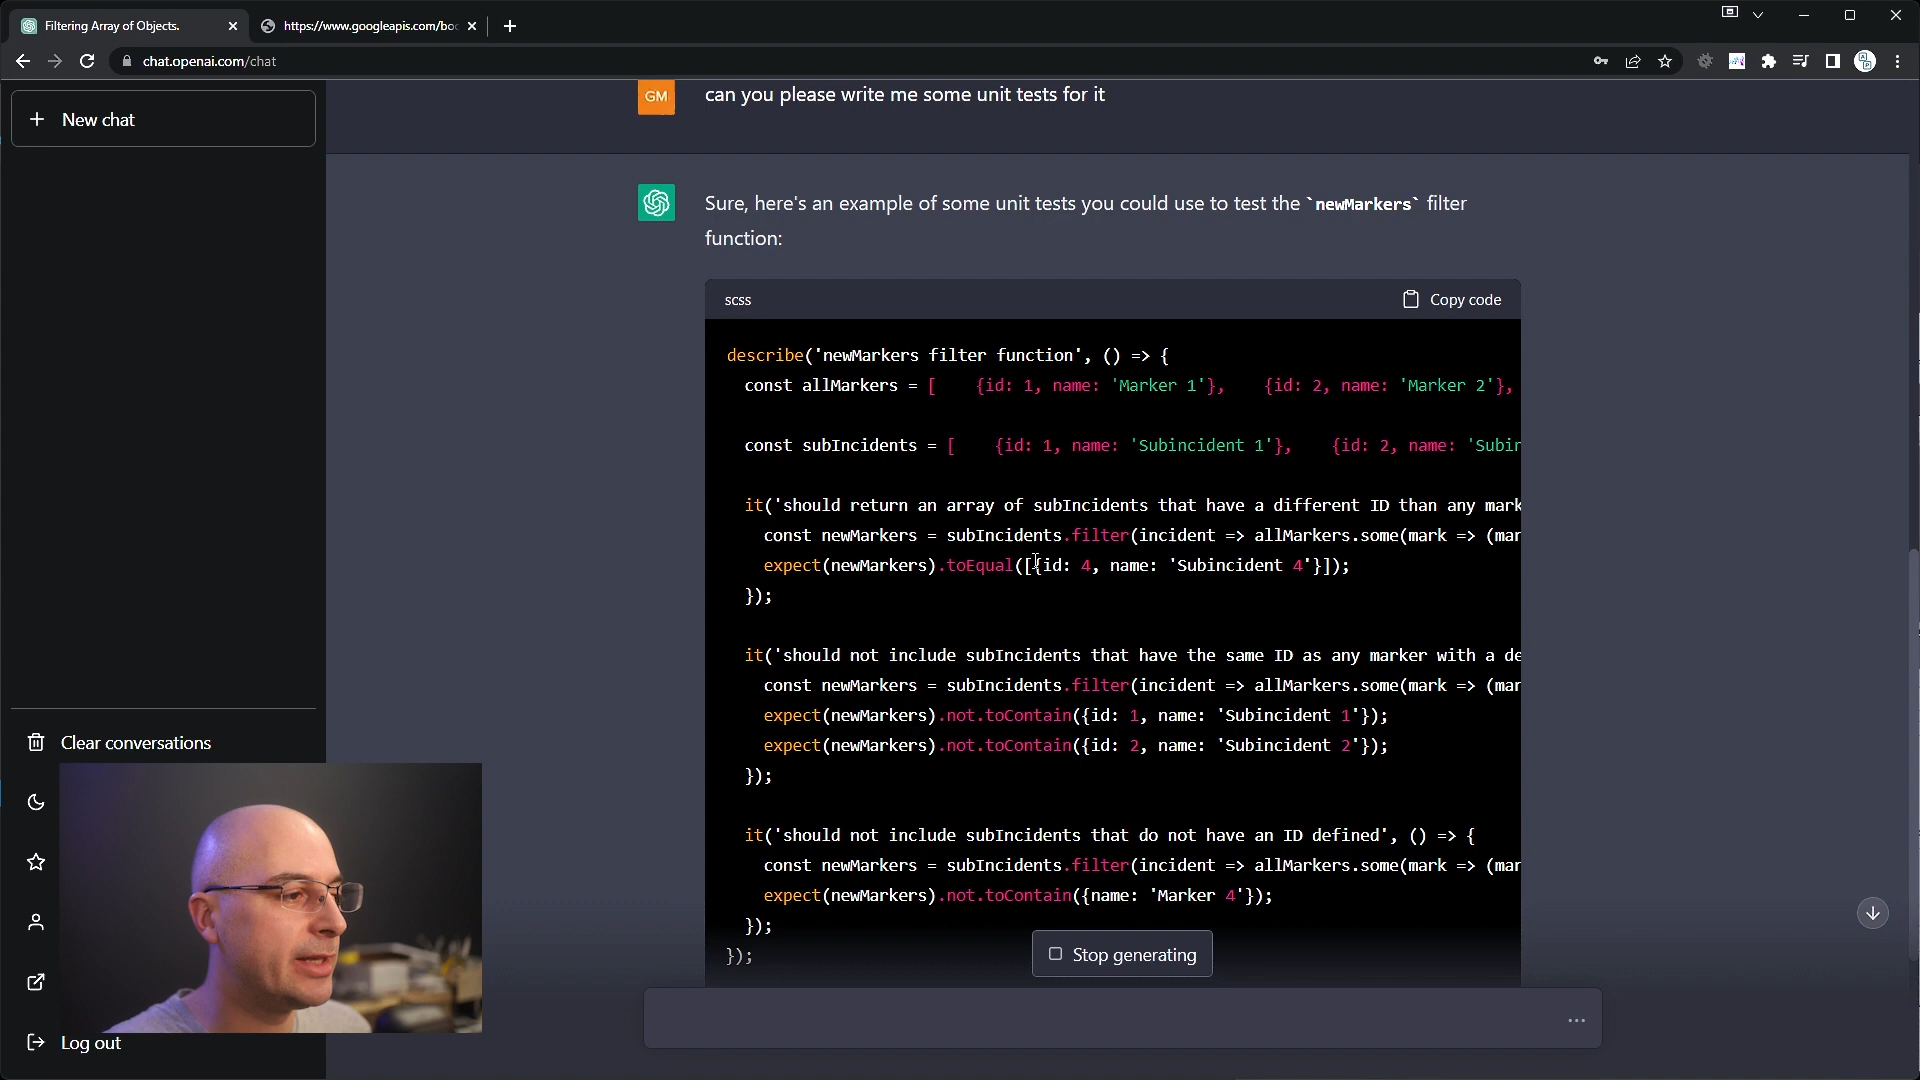 Filtering Array of Objects.
https://www.googleapis.com/boo
chat.openai.com/chat
New chat
GM
can you please write me some unit tests for it
Sure, here's an example of some unit tests you could use to test the `newMarkers` filter
function:
scss
Copy code
describe('newMarkers filter function', () => {
const allMarkers = [ {id: 1, name: 'Marker 1'}, {id: 2, name: 'Marker 2'},
const subIncidents = [ {id: 1, name: 'Subincident 1'}, {id: 2, name: 'Subin
it('should return an array of subIncidents that have a different ID than any mark
const newMarkers = subIncidents.filter(incident => allMarkers.some(mark => (mar
expect(newMarkers).toEqual([{id: 4, name: 'Subincident 4'}]);
});
it('should not include subIncidents that have the same ID as any marker with a de
const newMarkers = subIncidents.filter(incident => allMarkers.some(mark => (mar
expect(newMarkers).not.toContain({id: 1, name: 'Subincident 1'});
expect(newMarkers).not.toContain({id: 2, name: 'Subincident 2'});
});
it('should not include subIncidents that do not have an ID defined', () => {
const newMarkers = subIncidents.filter(incident => allMarkers.some(mark => (mar
expect(newMarkers).not.toContain({name: 'Marker 4'});
});
});
Stop generating
Clear conversations
Log out